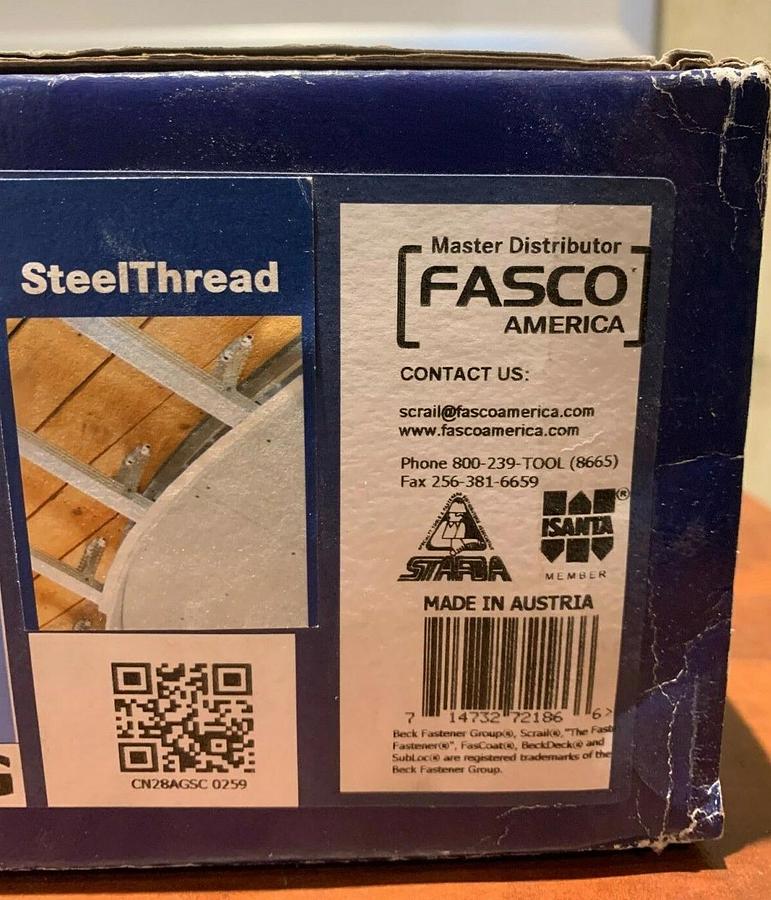 SteelThread
Master Distributor
FASCO
AMERICA
CONTACT US:
scrail@fascoamerica.com
www.fascoamerica.com
Phone 800-239-TOOL (8665)
Fax 256-381-6659
STAFDA
ISANTA®
MEMBER
MADE IN AUSTRIA
7 14732 72186 6>
Beck Fastener Group®, Scrail®, "The Fast
Fastener®", FasCoat®, BeckDeck® and
SubLoc® are registered trademarks of the
Beck Fastener Group.
CN28AGSC 0259